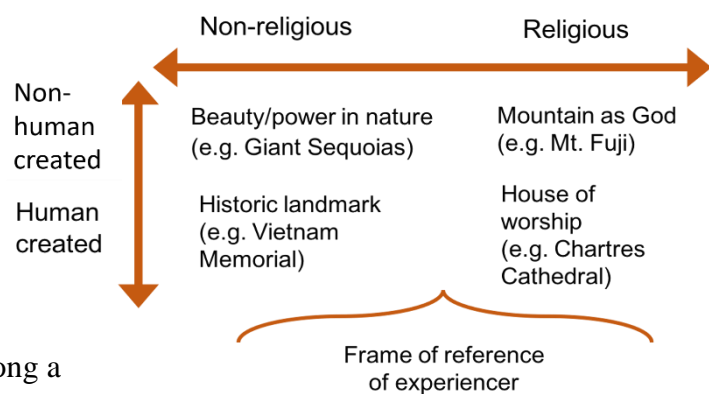 Non-religious
Religious
Non-
human
created
Beauty/power in nature
(e.g. Giant Sequoias)
Mountain as God
(e.g. Mt. Fuji)
Human
created
Historic landmark
(e.g. Vietnam
Memorial)
House of
worship
(e.g. Chartres
Cathedral)
Frame of reference
of experiencer
ong a